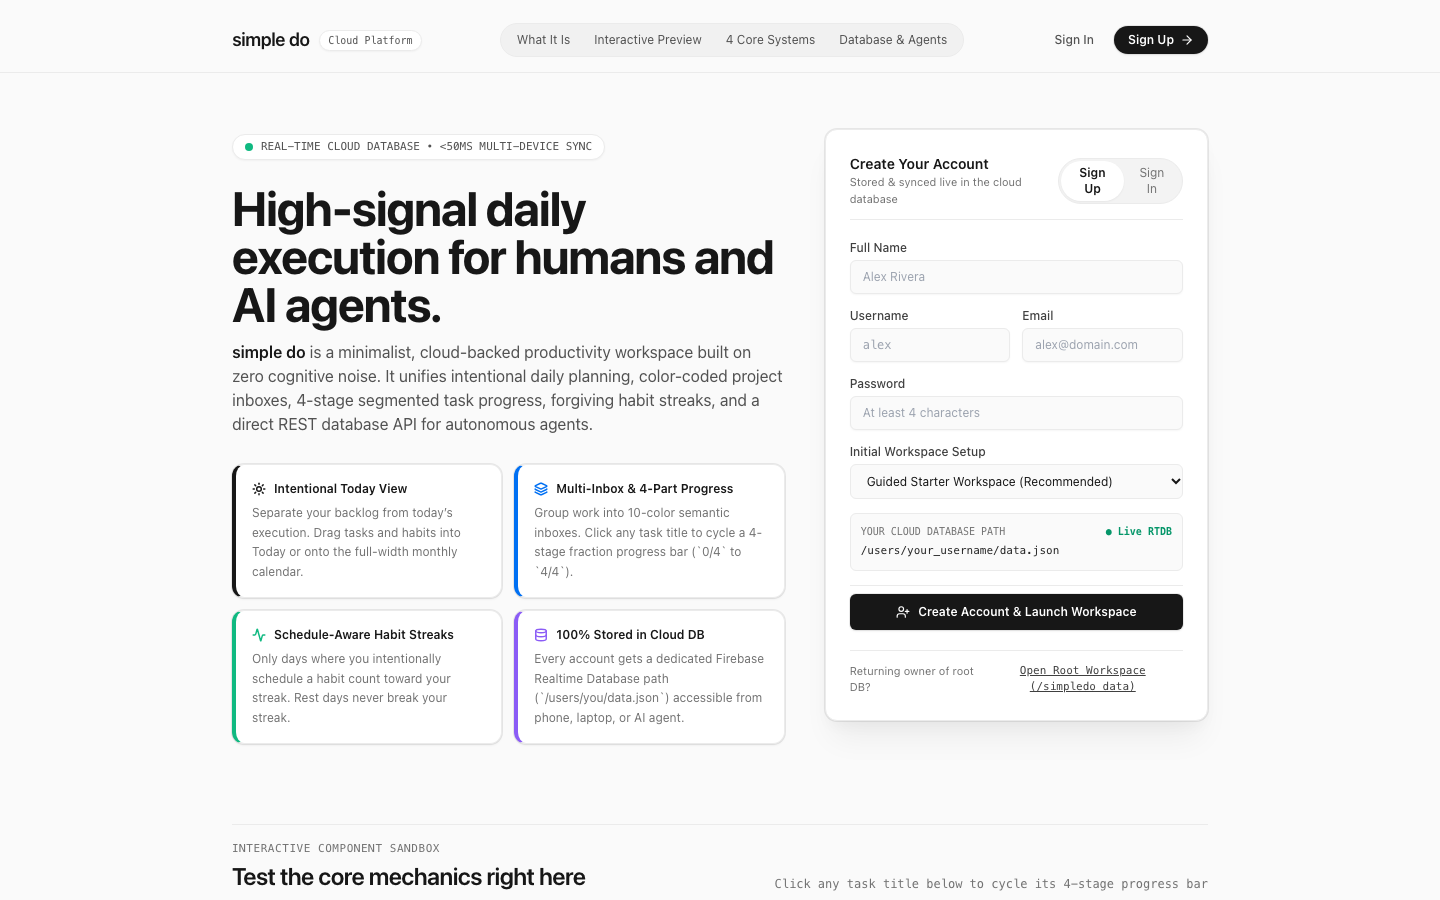 simple do
Cloud Platform
What It Is
Interactive Preview
4 Core Systems
Database & Agents
Sign In
Sign Up
REAL-TIME CLOUD DATABASE • <50MS MULTI-DEVICE SYNC
High-signal daily
execution for humans and
AI agents.
simple do is a minimalist, cloud-backed productivity workspace built on
zero cognitive noise. It unifies intentional daily planning, color-coded project
inboxes, 4-stage segmented task progress, forgiving habit streaks, and a
direct REST database API for autonomous agents.
Intentional Today View
Separate your backlog from today's
execution. Drag tasks and habits into
Today or onto the full-width monthly
calendar.
Multi-Inbox & 4-Part Progress
Group work into 10-color semantic
inboxes. Click any task title to cycle a 4-
stage fraction progress bar (`0/4` to
`4/4`).
Schedule-Aware Habit Streaks
Only days where you intentionally
schedule a habit count toward your
streak. Rest days never break your
streak.
100% Stored in Cloud DB
Every account gets a dedicated Firebase
Realtime Database path
(`/users/you/data.json`) accessible from
phone, laptop, or AI agent.
Create Your Account
Stored & synced live in the cloud
database
Sign
Up
Sign
In
Full Name
Alex Rivera
Username
Email
alex
alex@domain.com
Password
At least 4 characters
Initial Workspace Setup
Guided Starter Workspace (Recommended)
YOUR CLOUD DATABASE PATH
● Live RTDB
/users/your_username/data.json
Create Account & Launch Workspace
Returning owner of root
DB?
Open Root Workspace
(/simpledo data)
INTERACTIVE COMPONENT SANDBOX
Test the core mechanics right here
Click any task title below to cycle its 4-stage progress bar